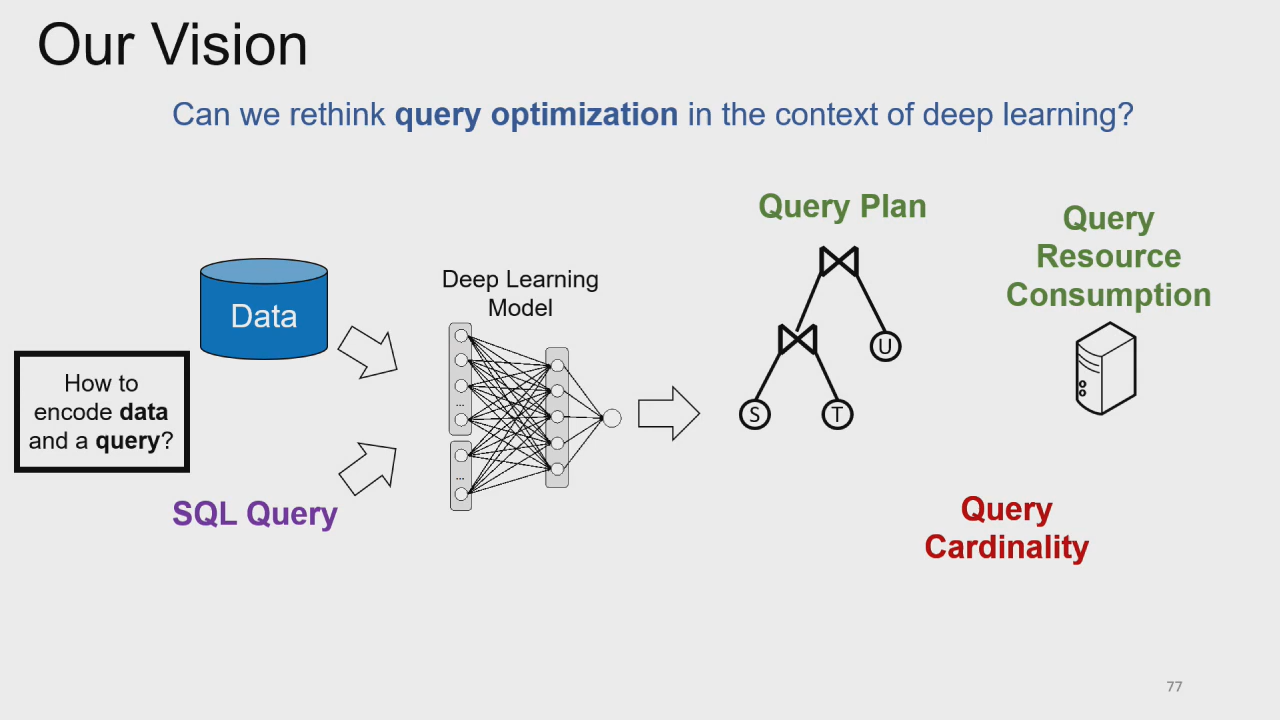 Our Vision
Can we rethink query optimization in the context of deep learning?
Data
How to
encode data
and a query?
SQL Query
Deep Learning
Model
...
...
Query Plan
U
S
T
Query
Resource
Consumption
Query
Cardinality
77